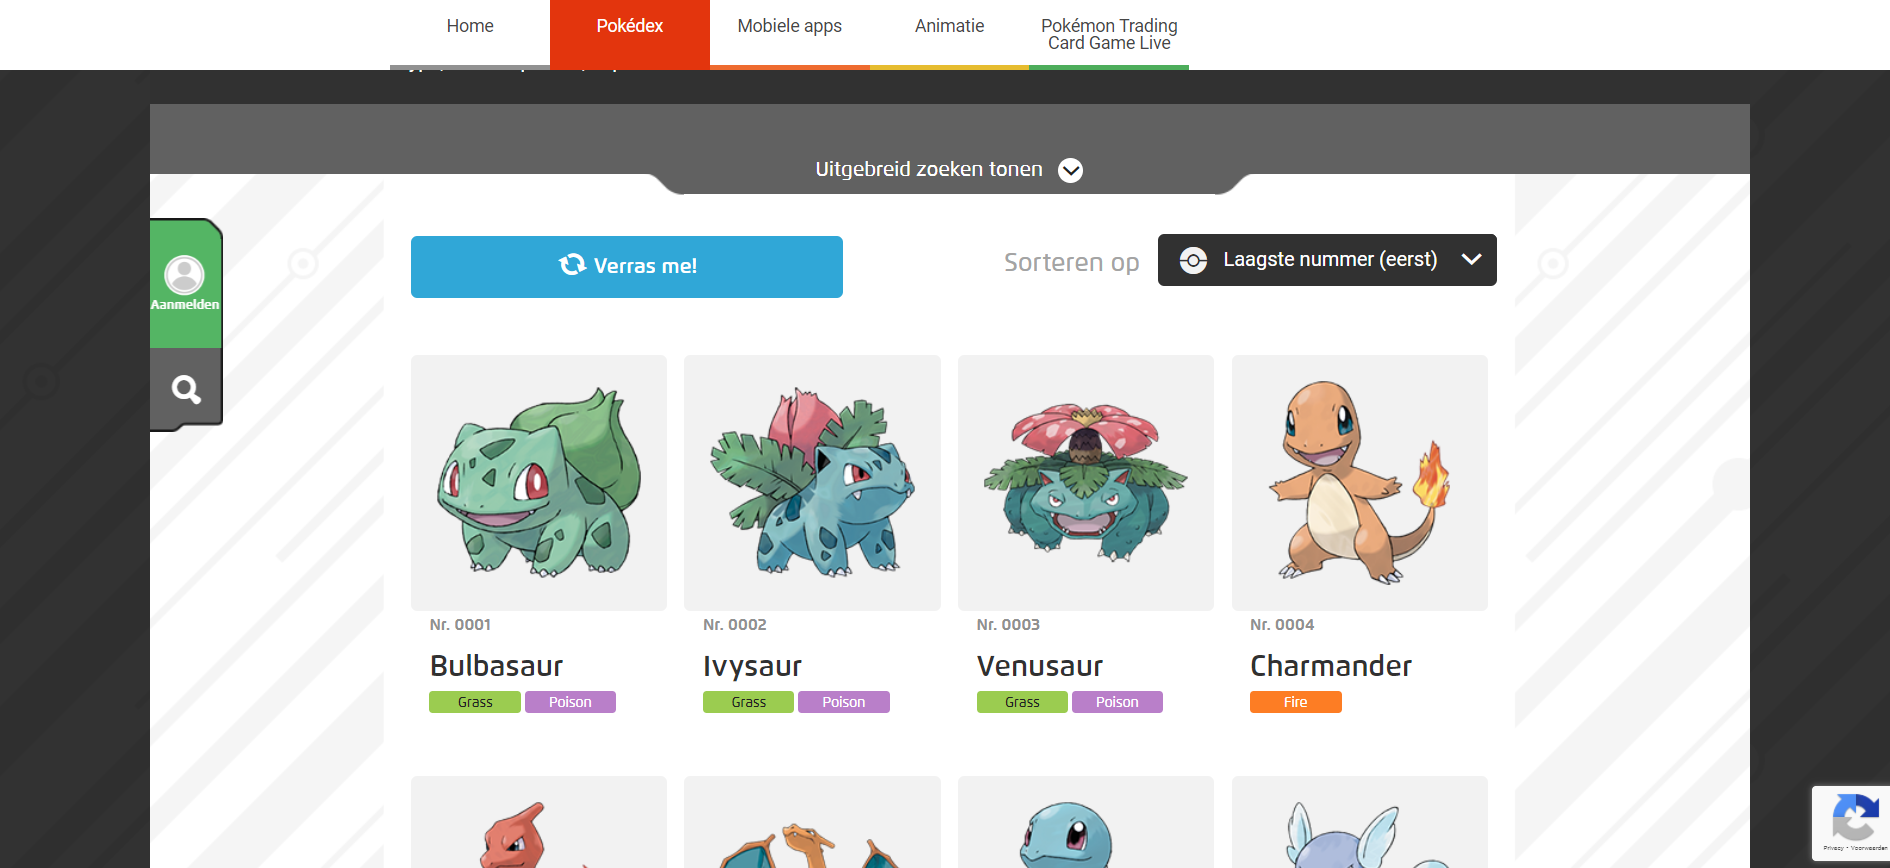 Home
Pokédex
Mobiele apps
Animatie
Pokémon Trading
Card Game Live
Uitgebreid zoeken tonen
Aanmelden
Verras me!
Sorteren op
Laagste nummer (eerst)
Nr. 0001
Bulbasaur
Grass
Poison
Nr. 0002
Ivysaur
Grass
Poison
Nr. 0003
Venusaur
Grass
Poison
Nr. 0004
Charmander
Fire
Privacy - Voorwaarden